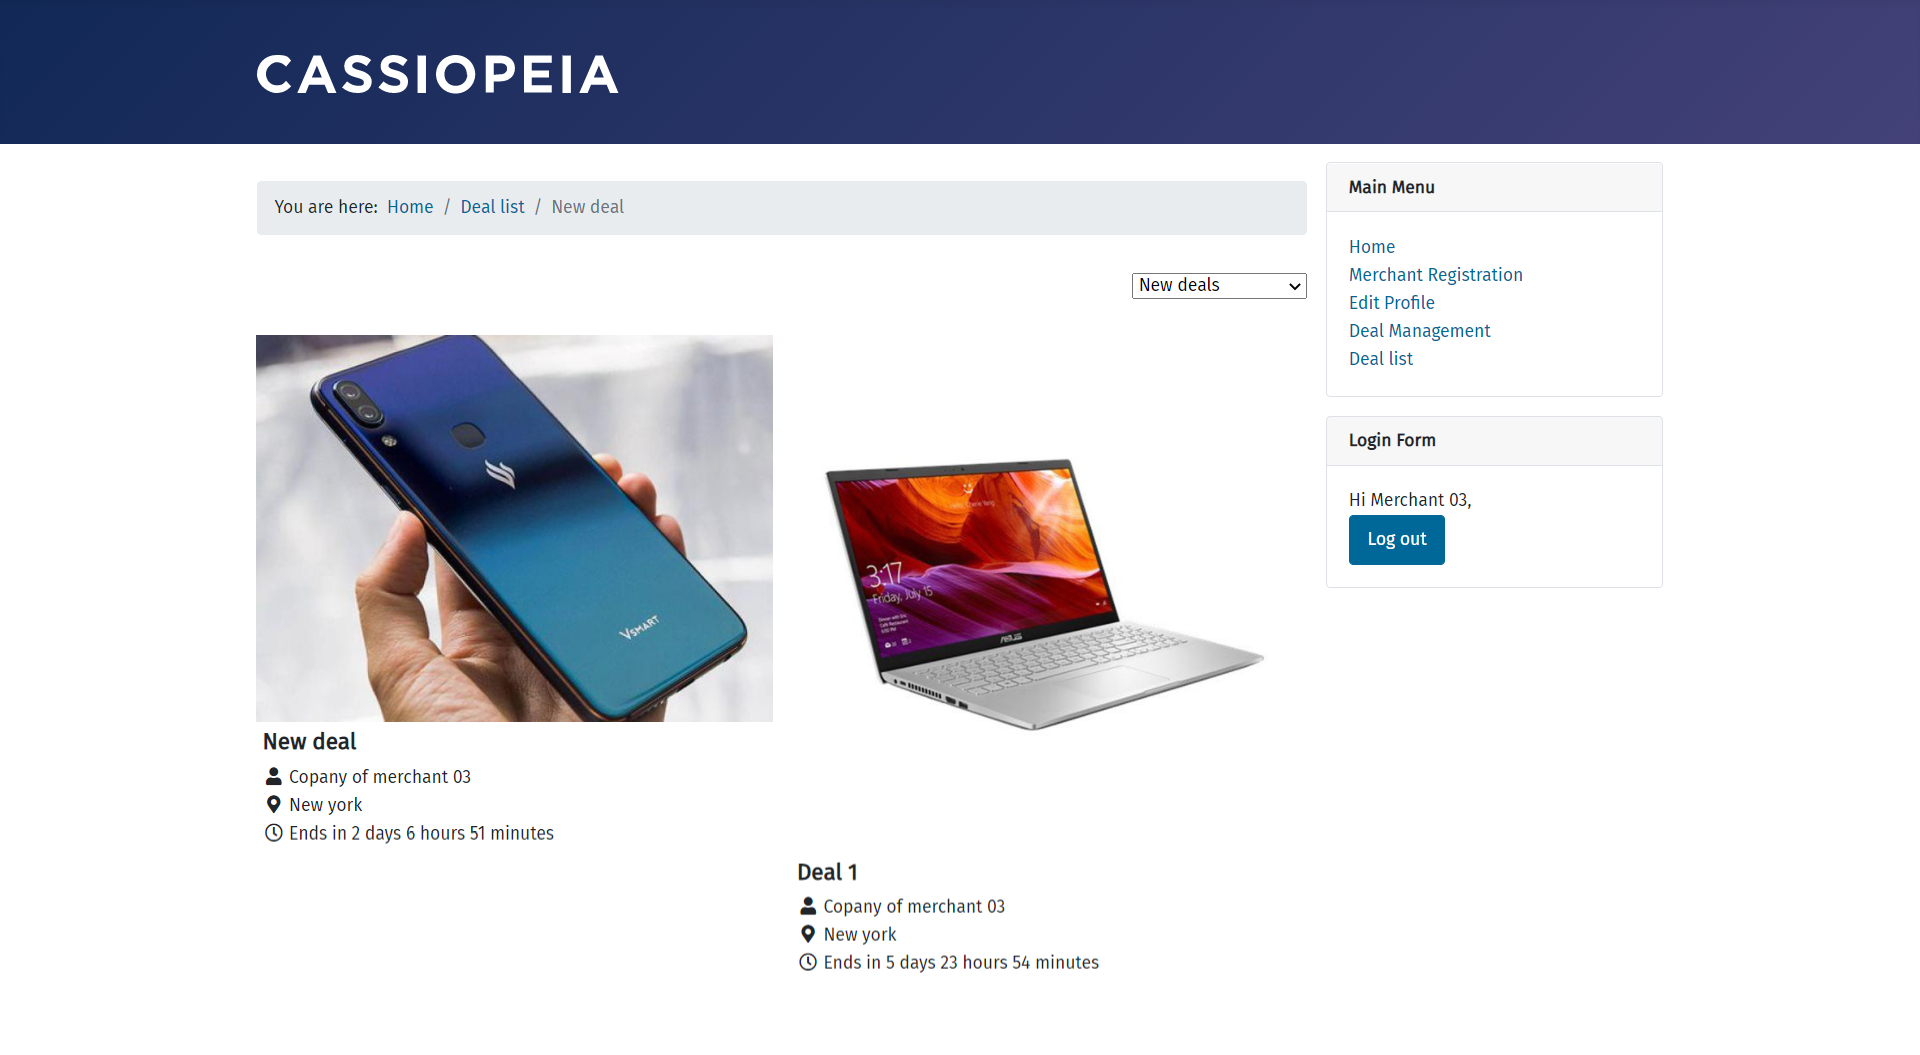 CASSIOPEIA
You are here: Home / Deal list / New deal
New deals
VSMART
New deal
Copany of merchant 03
New york
Ends in 2 days 6 hours 51 minutes
3:17
Friday, July 15
ASUS
Deal 1
Copany of merchant 03
New york
Ends in 5 days 23 hours 54 minutes
Main Menu
Home
Merchant Registration
Edit Profile
Deal Management
Deal list
Login Form
Hi Merchant 03,
Log out